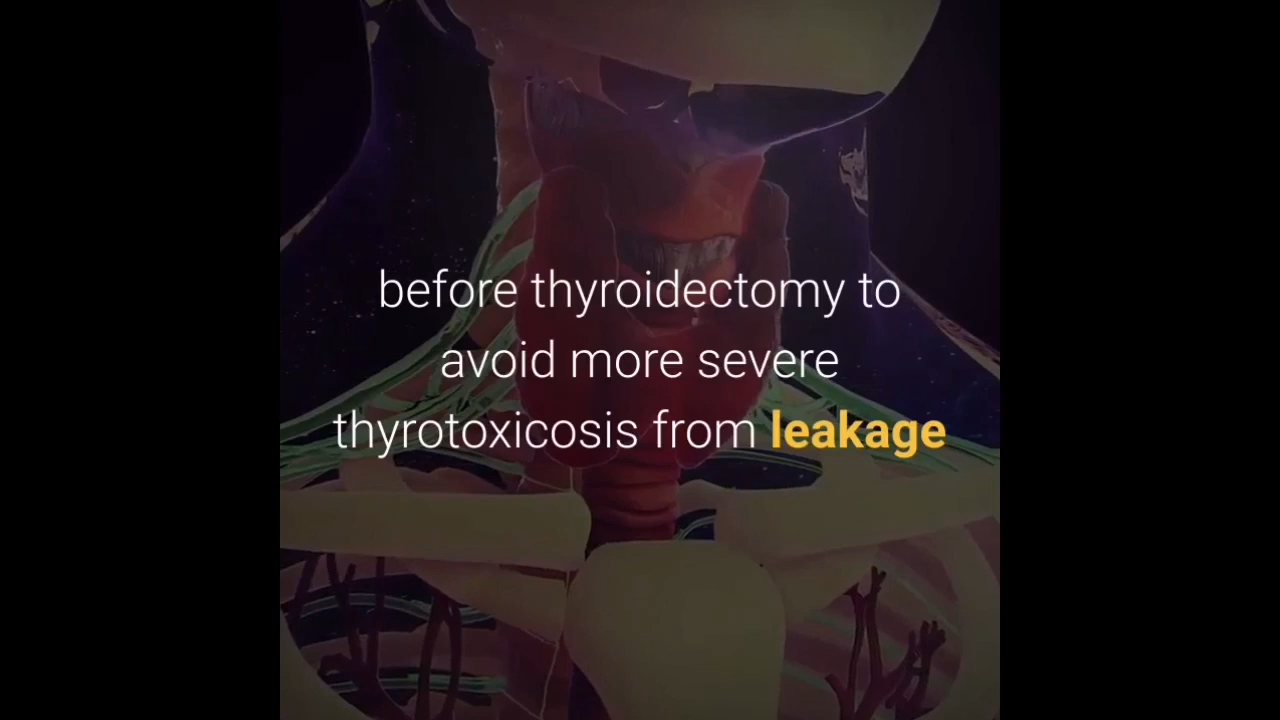 before thyroidectomy to
avoid more severe
thyrotoxicosis from leakage